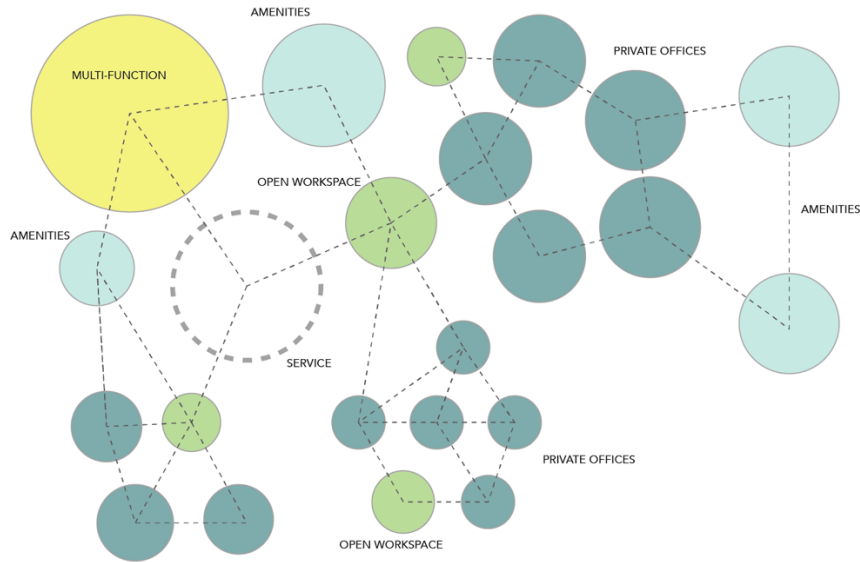 AMENITIES
MULTI-FUNCTION
PRIVATE OFFICES
OPEN WORKSPACE
AMENITIES
AMENITIES
SERVICE
PRIVATE OFFICES
OPEN WORKSPACE